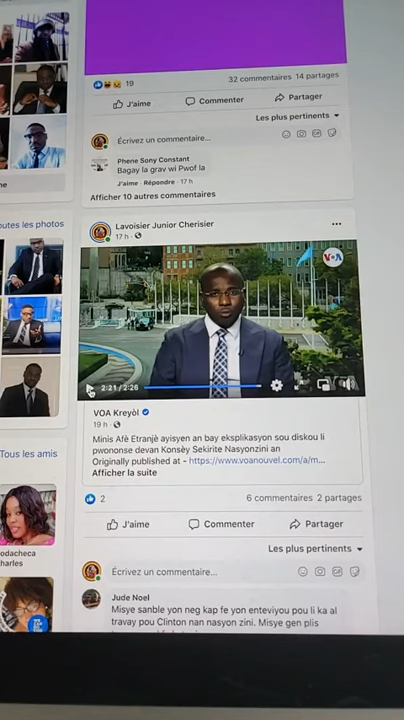 19
32 commentaires 14 partages
J'aime
Commenter
Partager
Les plus pertinents
Écrivez un commentaire...
Phene Sony Constant
Bagay la grav wi Pwof la
J'aime · Répondre · 17 h
Afficher 10 autres commentaires
outes les photos
Lavoisier Junior Cherisier
17 h ·
VOA
2:21 / 2:26
VOA Kreyòl
19 h ·
Minis Afè Etranjè ayisyen an bay eksplikasyon sou diskou li
pwononse devan Konsèy Sekirite Nasyonzini an
Originally published at - https://www.voanouvel.com/a/m...
Afficher la suite
2
6 commentaires 2 partages
J'aime
Commenter
Partager
Les plus pertinents
Écrivez un commentaire...
Tous les amis
odacheca
harles
Jude Noel
Misye sanble yon neg kap fe yon enteviyou pou li ka al
travay pou Clinton nan nasyon zini. Misye gen plis